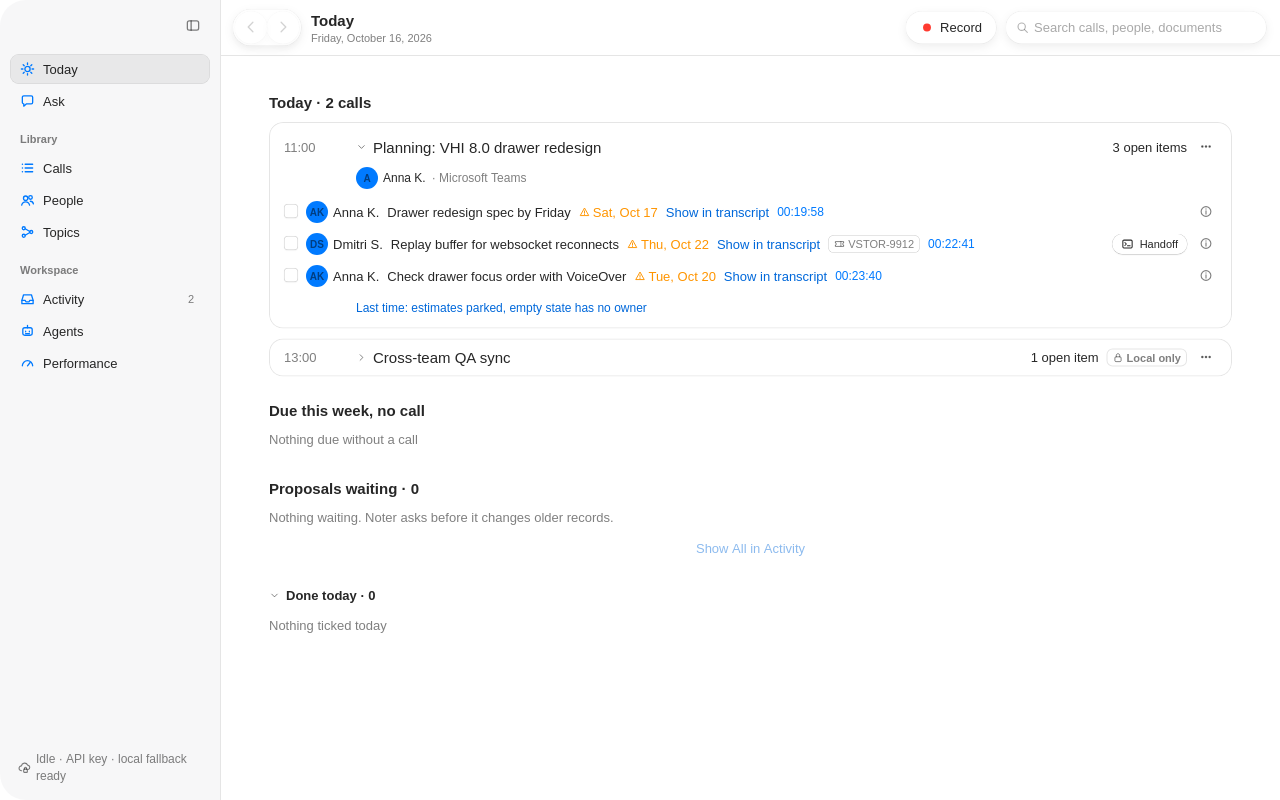 Today
Friday, October 16, 2026
Record
Search calls, people, documents
Today
Ask
Library
Calls
People
Topics
Workspace
Activity 2
Agents
Performance
Idle · API key · local fallback
ready
Today · 2 calls
11:00 Planning: VHI 8.0 drawer redesign 3 open items
A Anna K. · Microsoft Teams
AK Anna K. Drawer redesign spec by Friday Sat, Oct 17 Show in transcript 00:19:58
DS Dmitri S. Replay buffer for websocket reconnects Thu, Oct 22 Show in transcript VSTOR-9912 00:22:41 Handoff
AK Anna K. Check drawer focus order with VoiceOver Tue, Oct 20 Show in transcript 00:23:40
Last time: estimates parked, empty state has no owner
13:00 Cross-team QA sync 1 open item Local only
Due this week, no call
Nothing due without a call
Proposals waiting · 0
Nothing waiting. Noter asks before it changes older records.
Show All in Activity
Done today · 0
Nothing ticked today